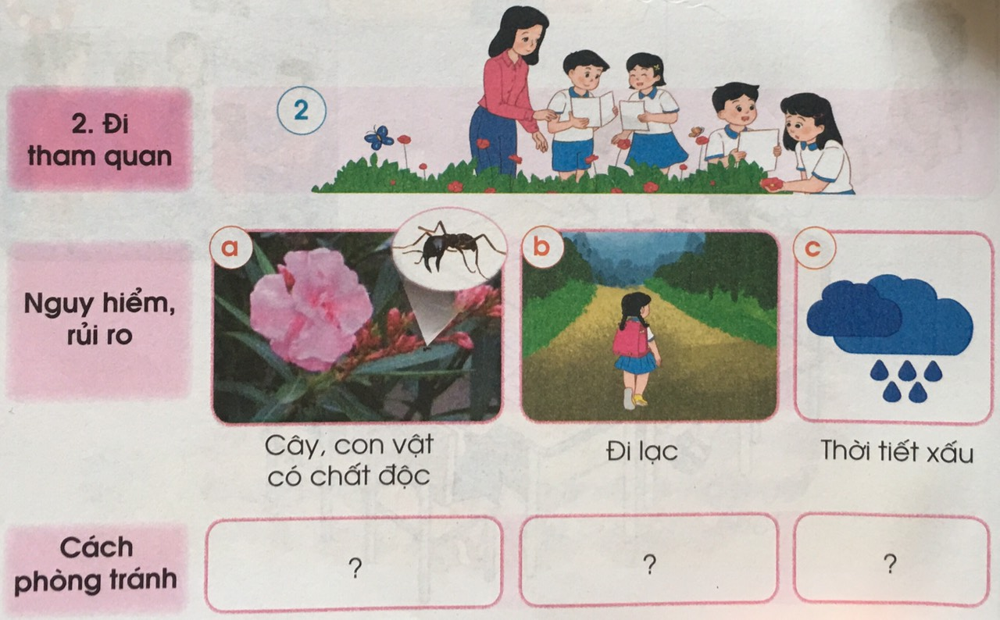 2. Đi
tham quan
2
Nguy hiểm,
rủi ro
a
b
c
Cây, con vật
có chất độc
Đi lạc
Thời tiết xấu
Cách
phòng tránh
?
?
?